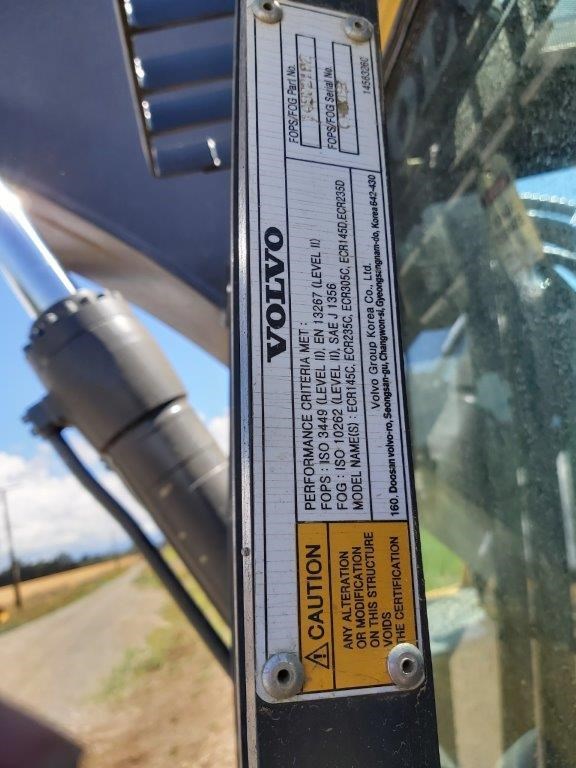 VOLVO
PERFORMANCE CRITERIA MET :
FOPS : ISO 3449 (LEVEL II), EN 13267 (LEVEL II)
FOG : ISO 10262 (LEVEL II), SAE J 1356
MODEL NAME(S) : ECR145C, ECR235C, ECR305C, ECR145D,ECR235D
Volvo Group Korea Co., Ltd.
160, Doosan volvo-ro, Seongsan-gu, Changwon-si, Gyeongsingnam-do, Korea 642-430
FOPS/FOG Part No.
FOPS/FOG Serial No.
14563260
CAUTION
ANY ALTERATION
OR MODIFICATION
ON THIS STRUCTURE
VOIDS
THE CERTIFICATION